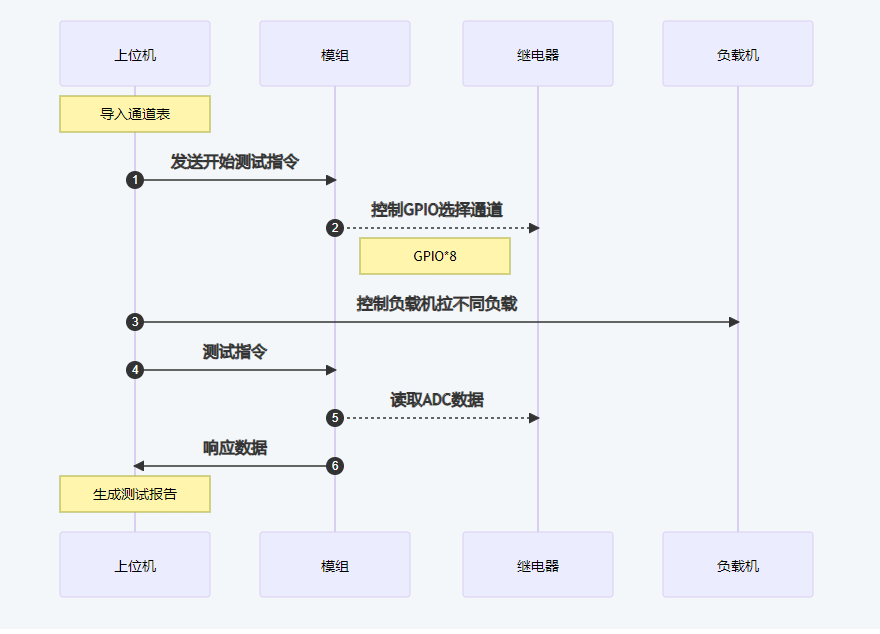 上位机
模组
继电器
负载机
导入通道表
发送开始测试指令
1
控制GPIO选择通道
2
GPIO*8
控制负载机拉不同负载
3
测试指令
4
读取ADC数据
5
响应数据
6
生成测试报告
上位机
模组
继电器
负载机